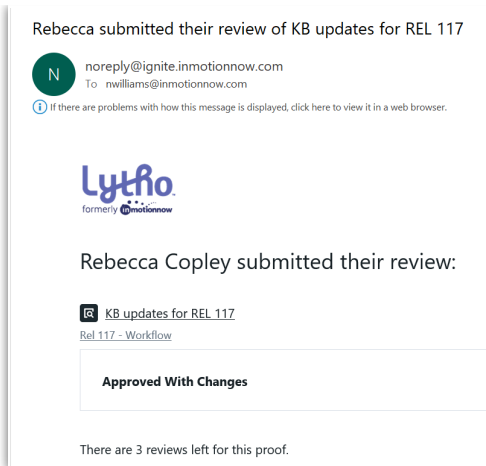 Rebecca submitted their review of KB updates for REL 117
N
noreply@ignite.inmotionnow.com
To nwilliams@inmotionnow.com
i If there are problems with how this message is displayed, click here to view it in a web browser.
Lytho
formerly inmotionnow
Rebecca Copley submitted their review:
KB updates for REL 117
Rel 117 - Workflow
Approved With Changes
There are 3 reviews left for this proof.